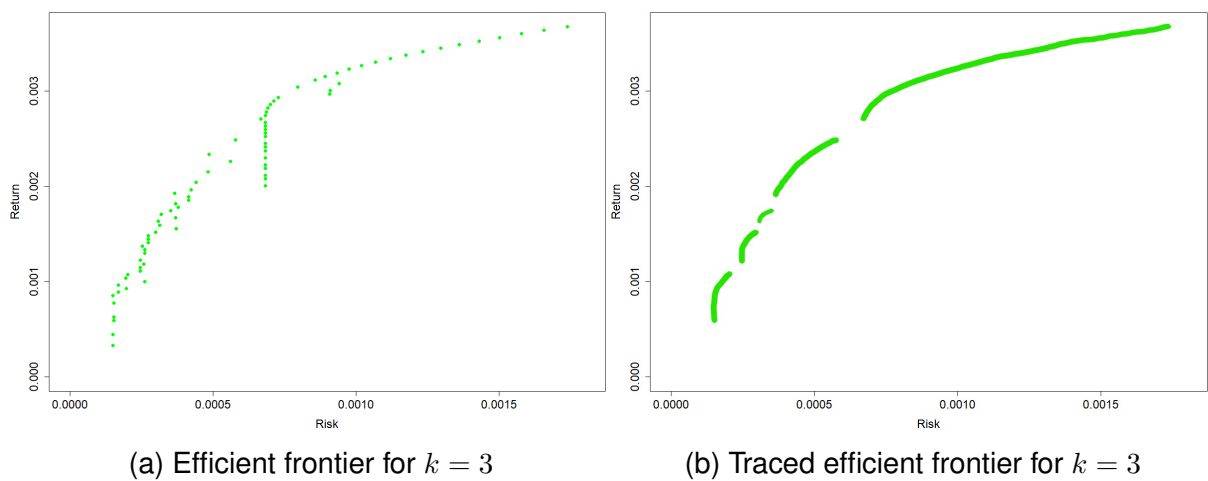 0.003
0.002
0.001
0.000
Return
0.0000 0.0005 0.0010 0.0015
Risk
(a) Efficient frontier for k = 3
0.003
0.002
0.001
0.000
Return
0.0000 0.0005 0.0010 0.0015
Risk
(b) Traced efficient frontier for k = 3